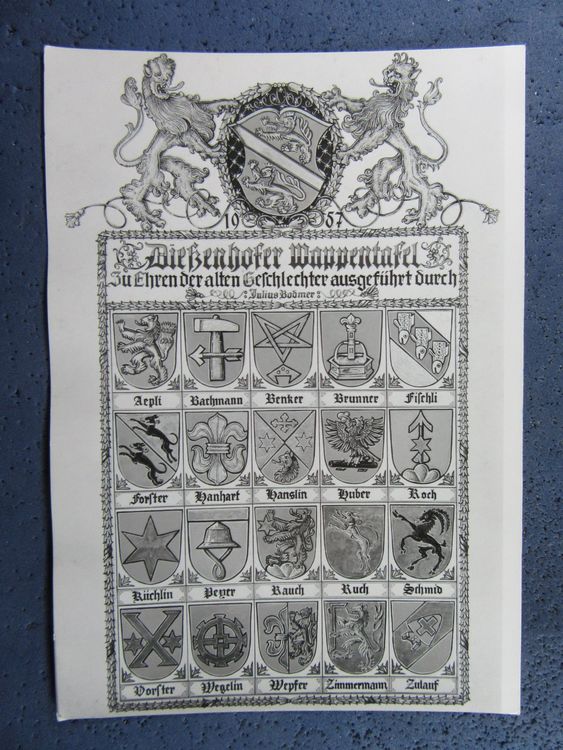 1957
Dießenhofer Wappentafel
Zu Ehren der alten Geschlechter ausgeführt durch
: Julius Bodmer :
Aepli Bachmann Benker Brunner Fischli
Forster Hanhart Hanslin Huber Koch
Küchlin Peyer Rauch Ruch Schmid
Vorster Wegelin Wepfer Zimmermann Zulauf